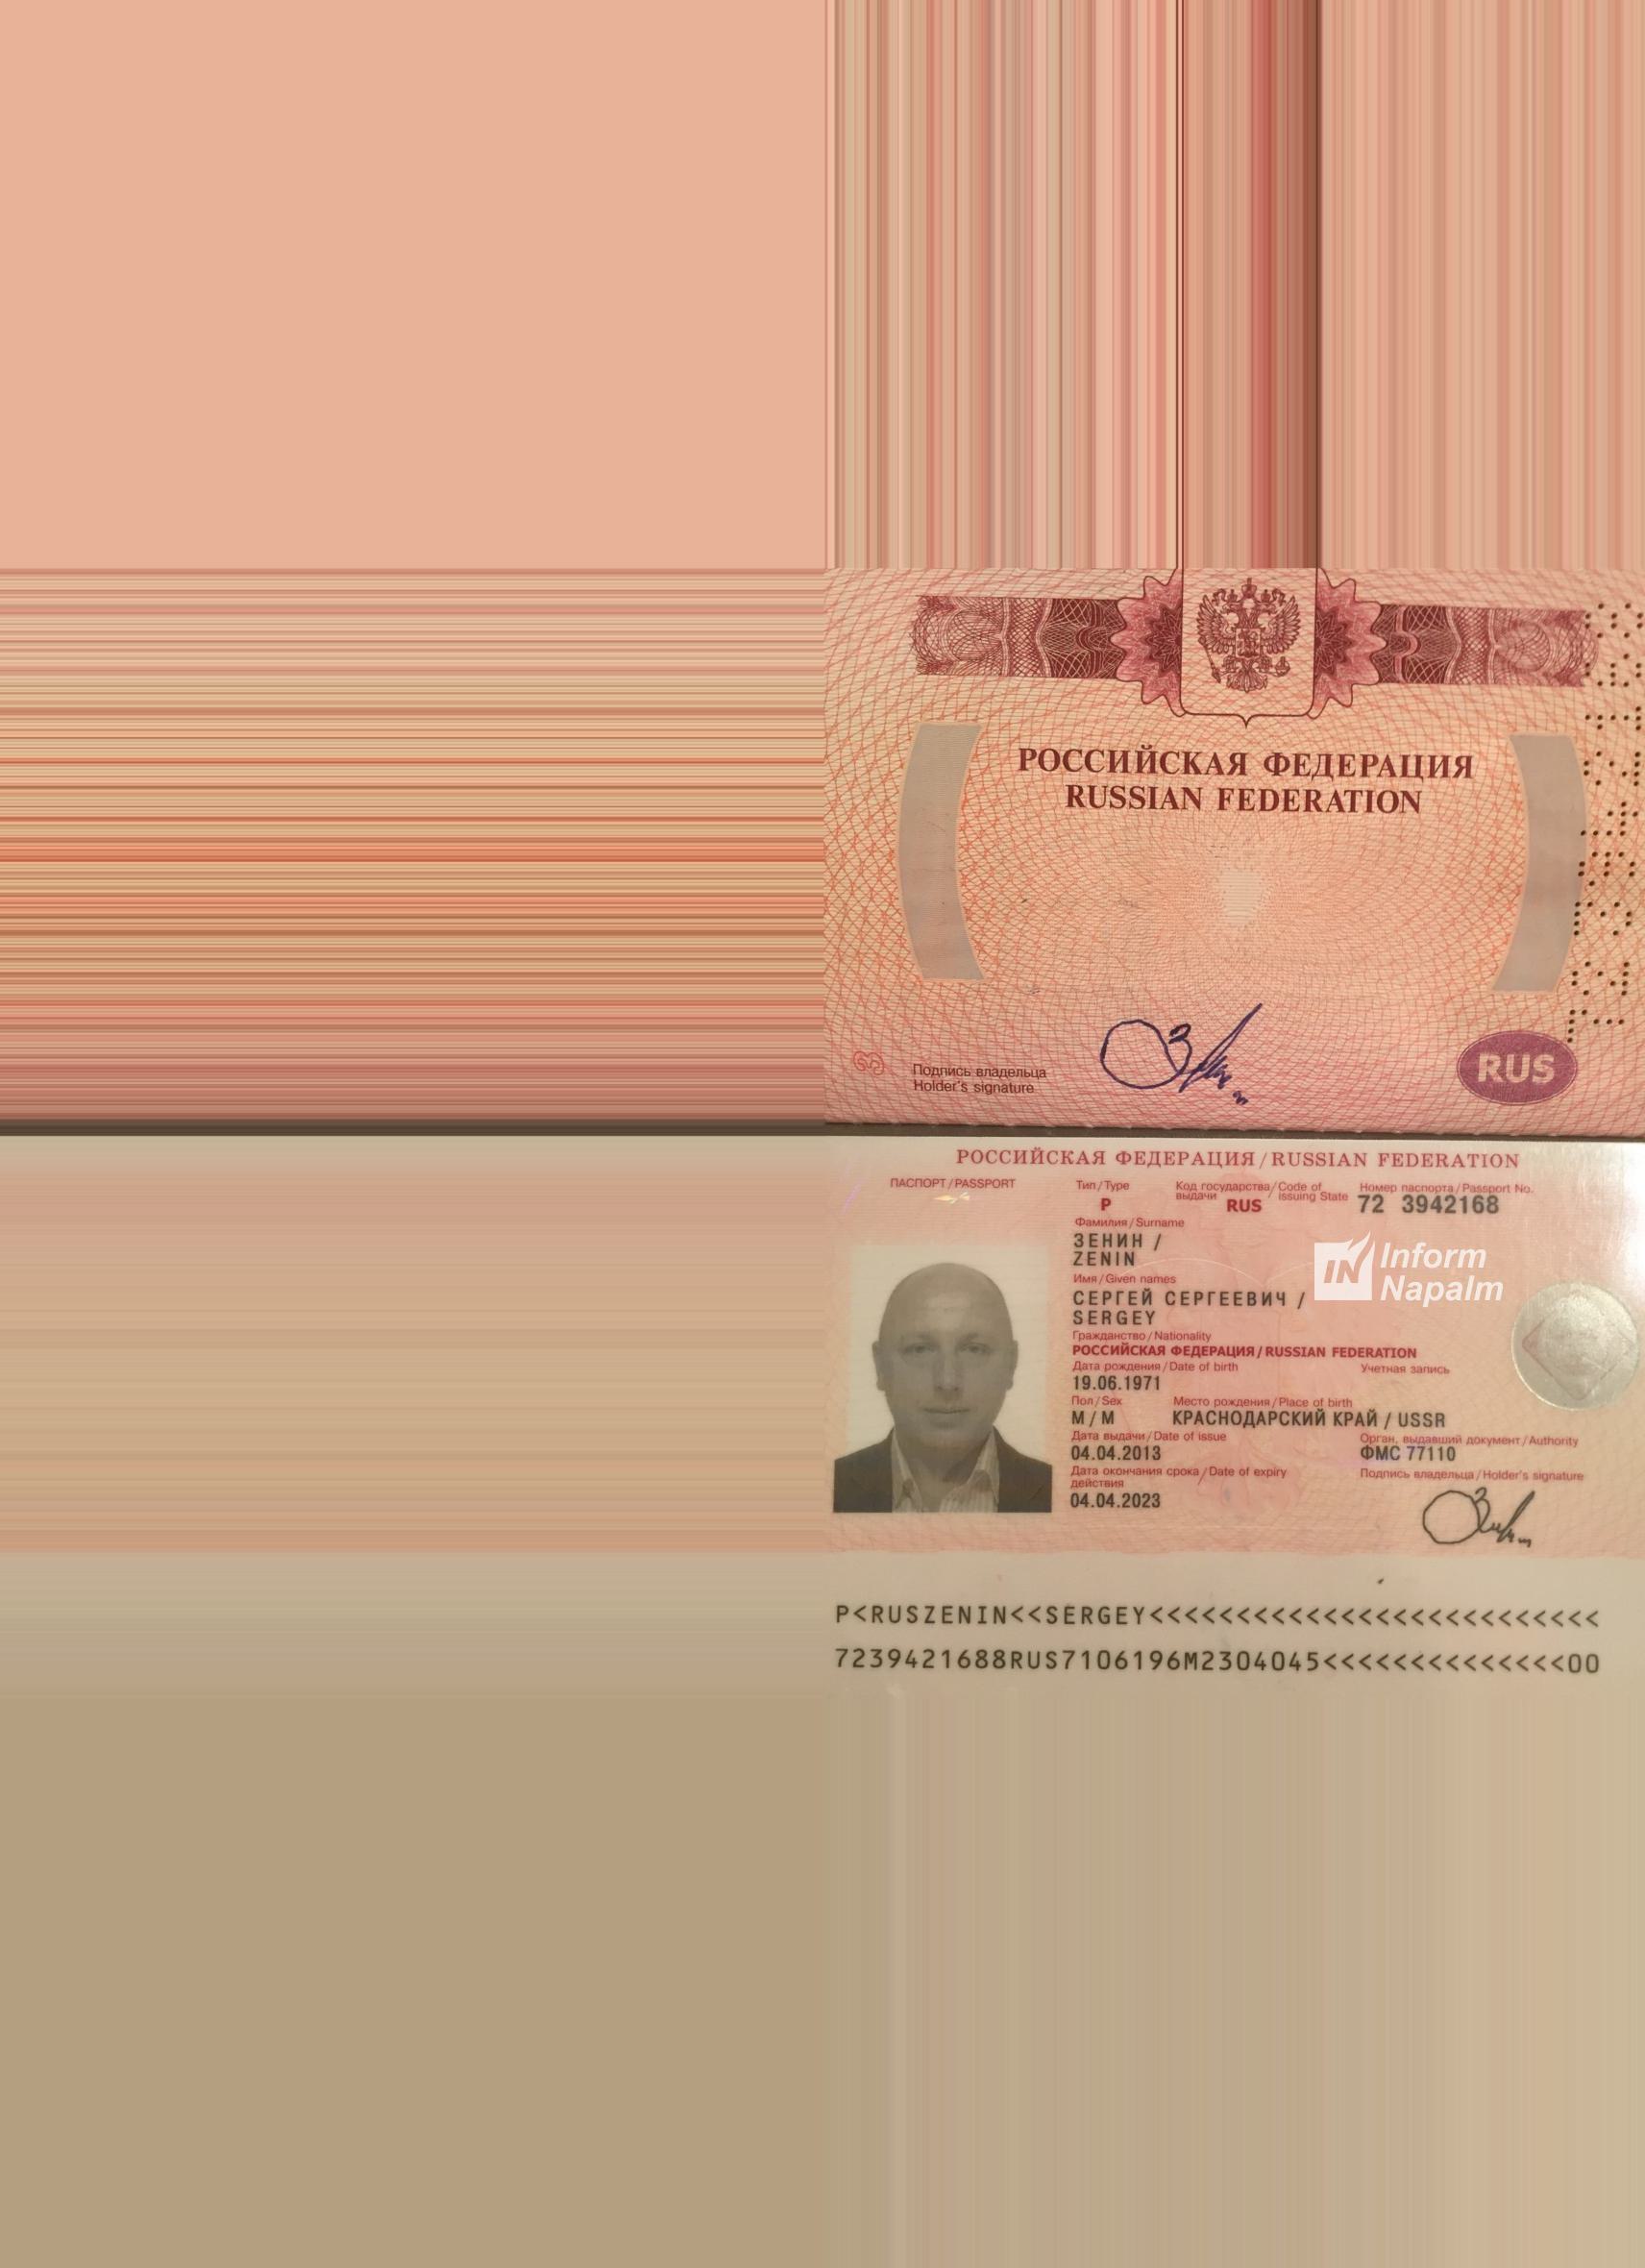 РОССИЙСКАЯ ФЕДЕРАЦИЯ
RUSSIAN FEDERATION
Подпись владельца
Holder's signature
RUS
РОССИЙСКАЯ ФЕДЕРАЦИЯ/RUSSIAN FEDERATION
ПАСПОРТ/PASSPORT
Тип/Type
Код государства/Code of
выдачи issuing State
Номер паспорта/Passport No.
P
RUS
72 3942168
Фамилия/Surname
ЗЕНИН /
ZENIN
Inform
Napalm
IN
Имя/Given names
СЕРГЕЙ СЕРГЕЕВИЧ /
SERGEY
Гражданство/Nationality
РОССИЙСКАЯ ФЕДЕРАЦИЯ/RUSSIAN FEDERATION
Дата рождения/Date of birth
Учетная запись
19.06.1971
Пол/Sex
Место рождения/Place of birth
М/M
КРАСНОДАРСКИЙ КРАЙ / USSR
Дата выдачи/Date of issue
Орган, выдавший документ/Authority
04.04.2013
ФМС 77110
Дата окончания срока/Date of expiry
действия
Подпись владельца/Holder's signature
04.04.2023
P<RUSZENIN<<SERGEY<<<<<<<<<<<<<<<<<<<<<<<<<<
7239421688RUS7106196M2304045<<<<<<<<<<<<<<00